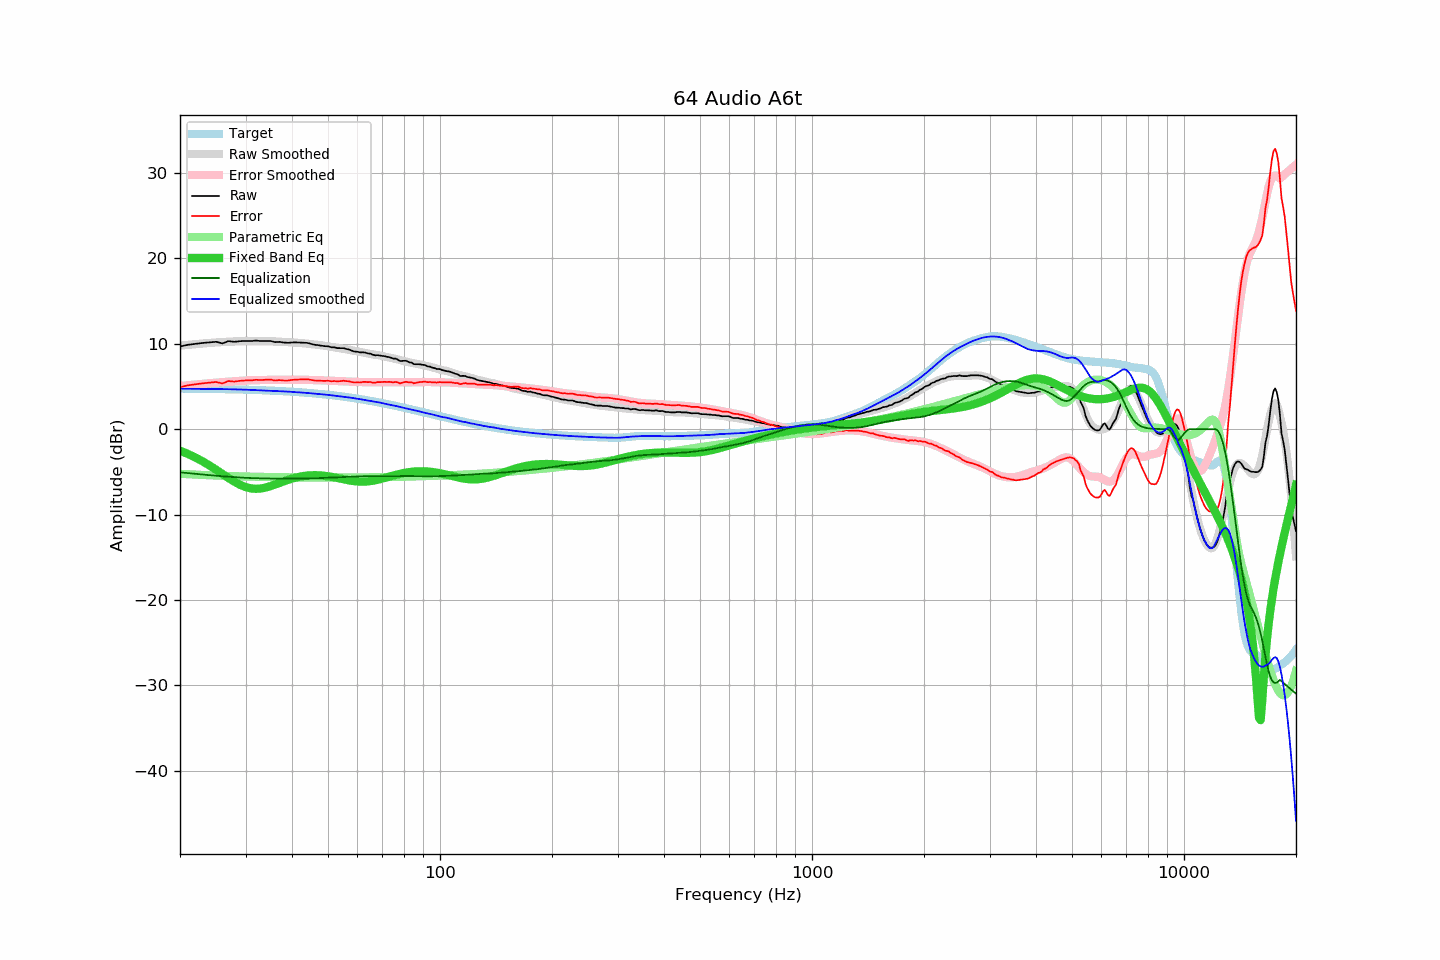 64 Audio A6t
Target
Raw Smoothed
Error Smoothed
Raw
Error
Parametric Eq
Fixed Band Eq
Equalization
Equalized smoothed
30
20
10
0
−10
−20
−30
−40
Amplitude (dBr)
100
1000
10000
Frequency (Hz)